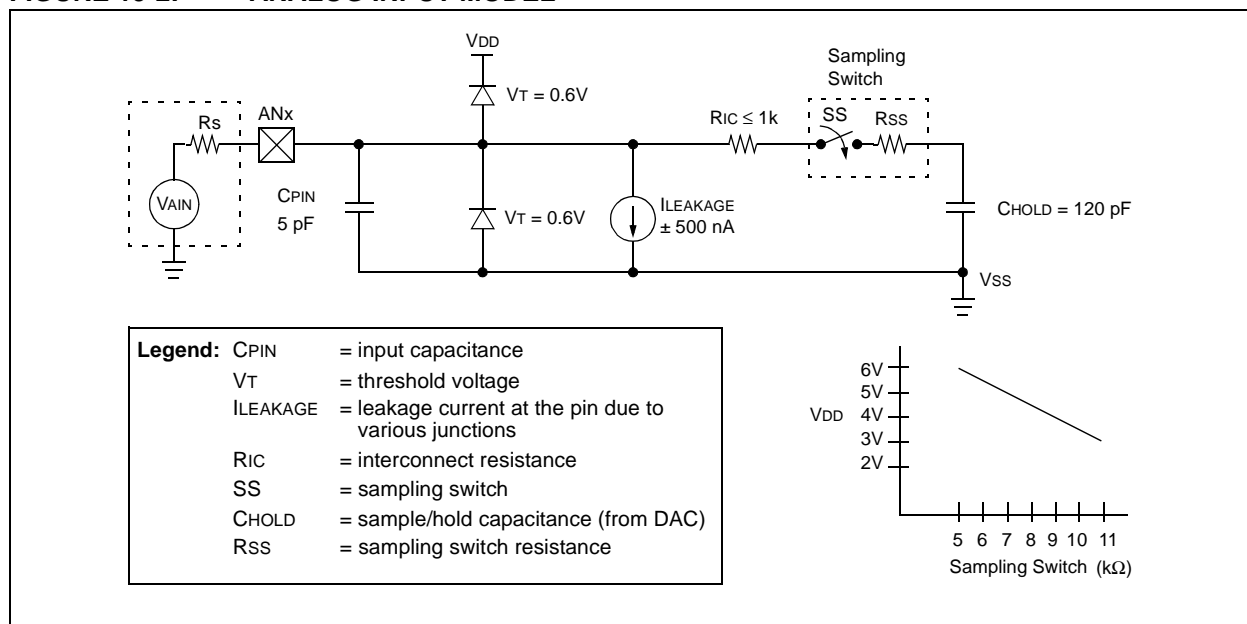 VDD
Sampling
Switch
VT = 0.6V
ANx
RIC ≤ 1k
SS
RSS
Rs
VAIN
CPIN
5 pF
VT = 0.6V
ILEAKAGE
± 500 nA
CHOLD = 120 pF
VSS
Legend: CPIN = input capacitance
VT = threshold voltage
ILEAKAGE = leakage current at the pin due to
various junctions
RIC = interconnect resistance
SS = sampling switch
CHOLD = sample/hold capacitance (from DAC)
RSS = sampling switch resistance
6V
5V
VDD 4V
3V
2V
5 6 7 8 9 10 11
Sampling Switch (kΩ)